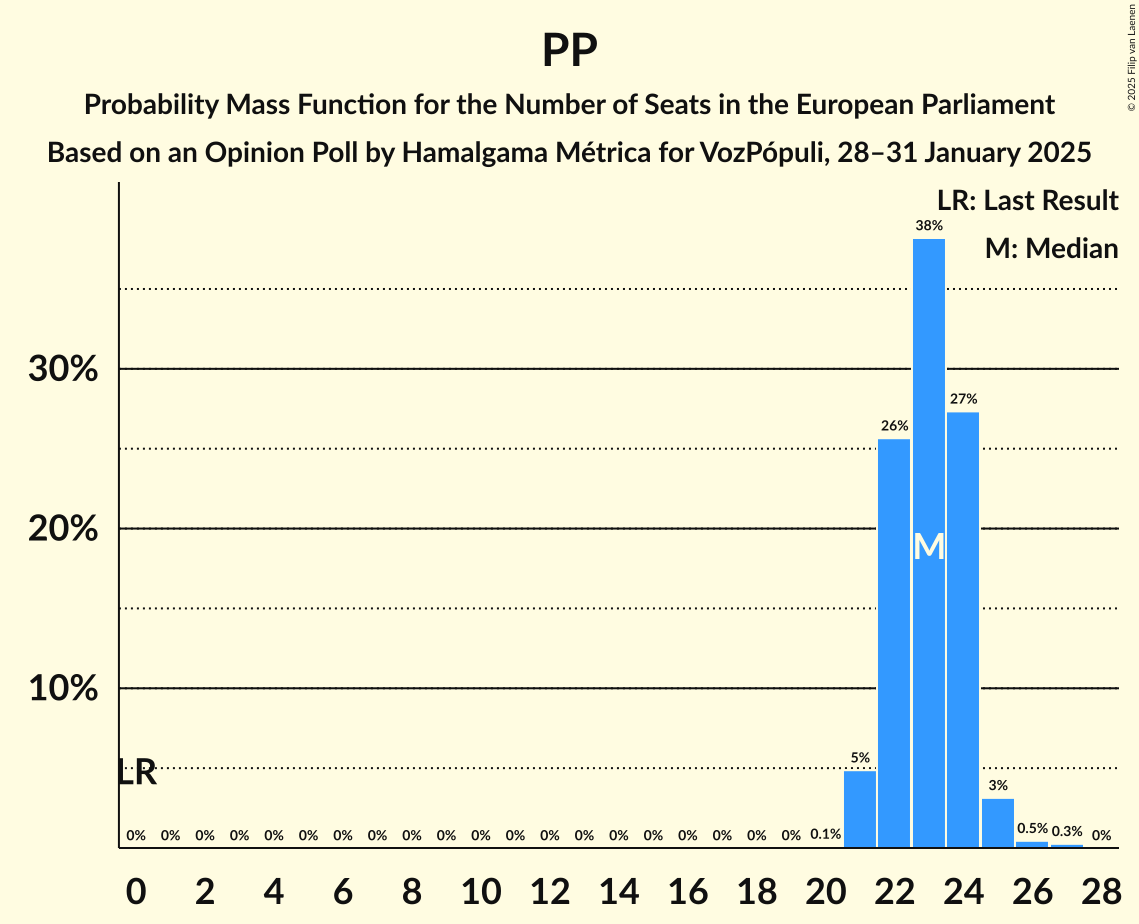 PP
Probability Mass Function for the Number of Seats in the European Parliament
Based on an Opinion Poll by Hamalgama Métrica for VozPópuli, 28–31 January 2025
© 2025 Filip van Laenen
LR: Last Result
M: Median
38%
30%
27%
26%
20%
M
10%
LR
5%
3%
0% 0% 0% 0% 0% 0% 0% 0% 0% 0% 0% 0% 0% 0% 0% 0% 0% 0% 0% 0% 0.1% 0.5% 0.3% 0%
0 2 4 6 8 10 12 14 16 18 20 22 24 26 28